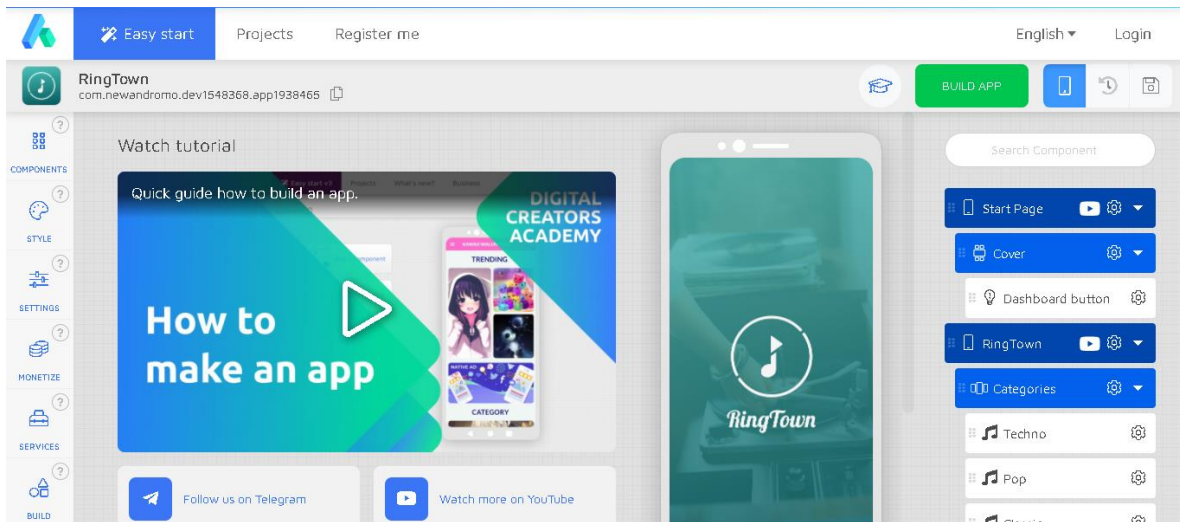 Easy start
Projects
Register me
English
Login
RingTown
com.newandromo.dev1548368.app1938465
BUILD APP
?
COMPONENTS
?
STYLE
?
SETTINGS
?
MONETIZE
?
SERVICES
?
BUILD
Watch tutorial
Quick guide how to build an app.
DIGITAL
CREATORS
ACADEMY
How to
make an app
TRENDING
CATEGORY
Follow us on Telegram
Watch more on YouTube
RingTown
Search Component
Start Page
Cover
Dashboard button
RingTown
Categories
Techno
Pop